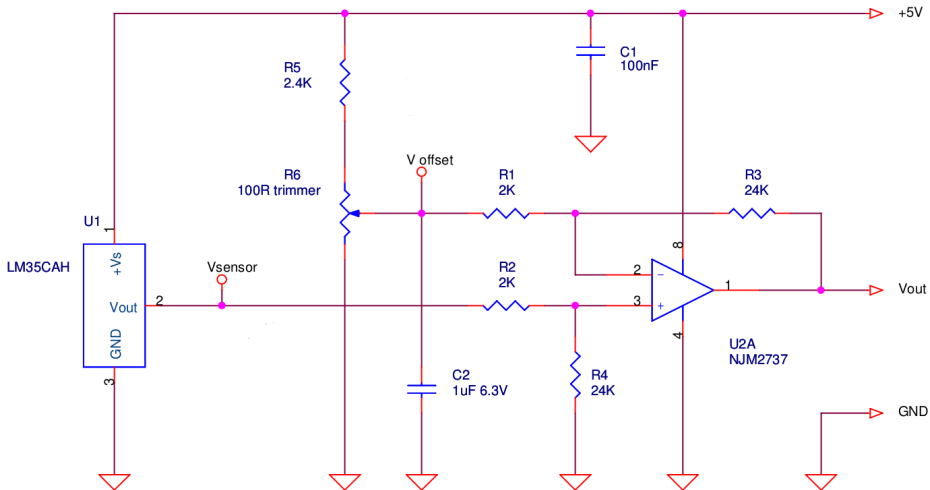 +5V
R5
2.4K
C1
100nF
V offset
R6
100R trimmer
R1
2K
R3
24K
U1
1
8
LM35CAH
+Vs
Vsensor
R2
2K
2
−
1
Vout
Vout
2
3
+
GND
U2A
NJM2737
4
3
C2
1uF 6.3V
R4
24K
GND